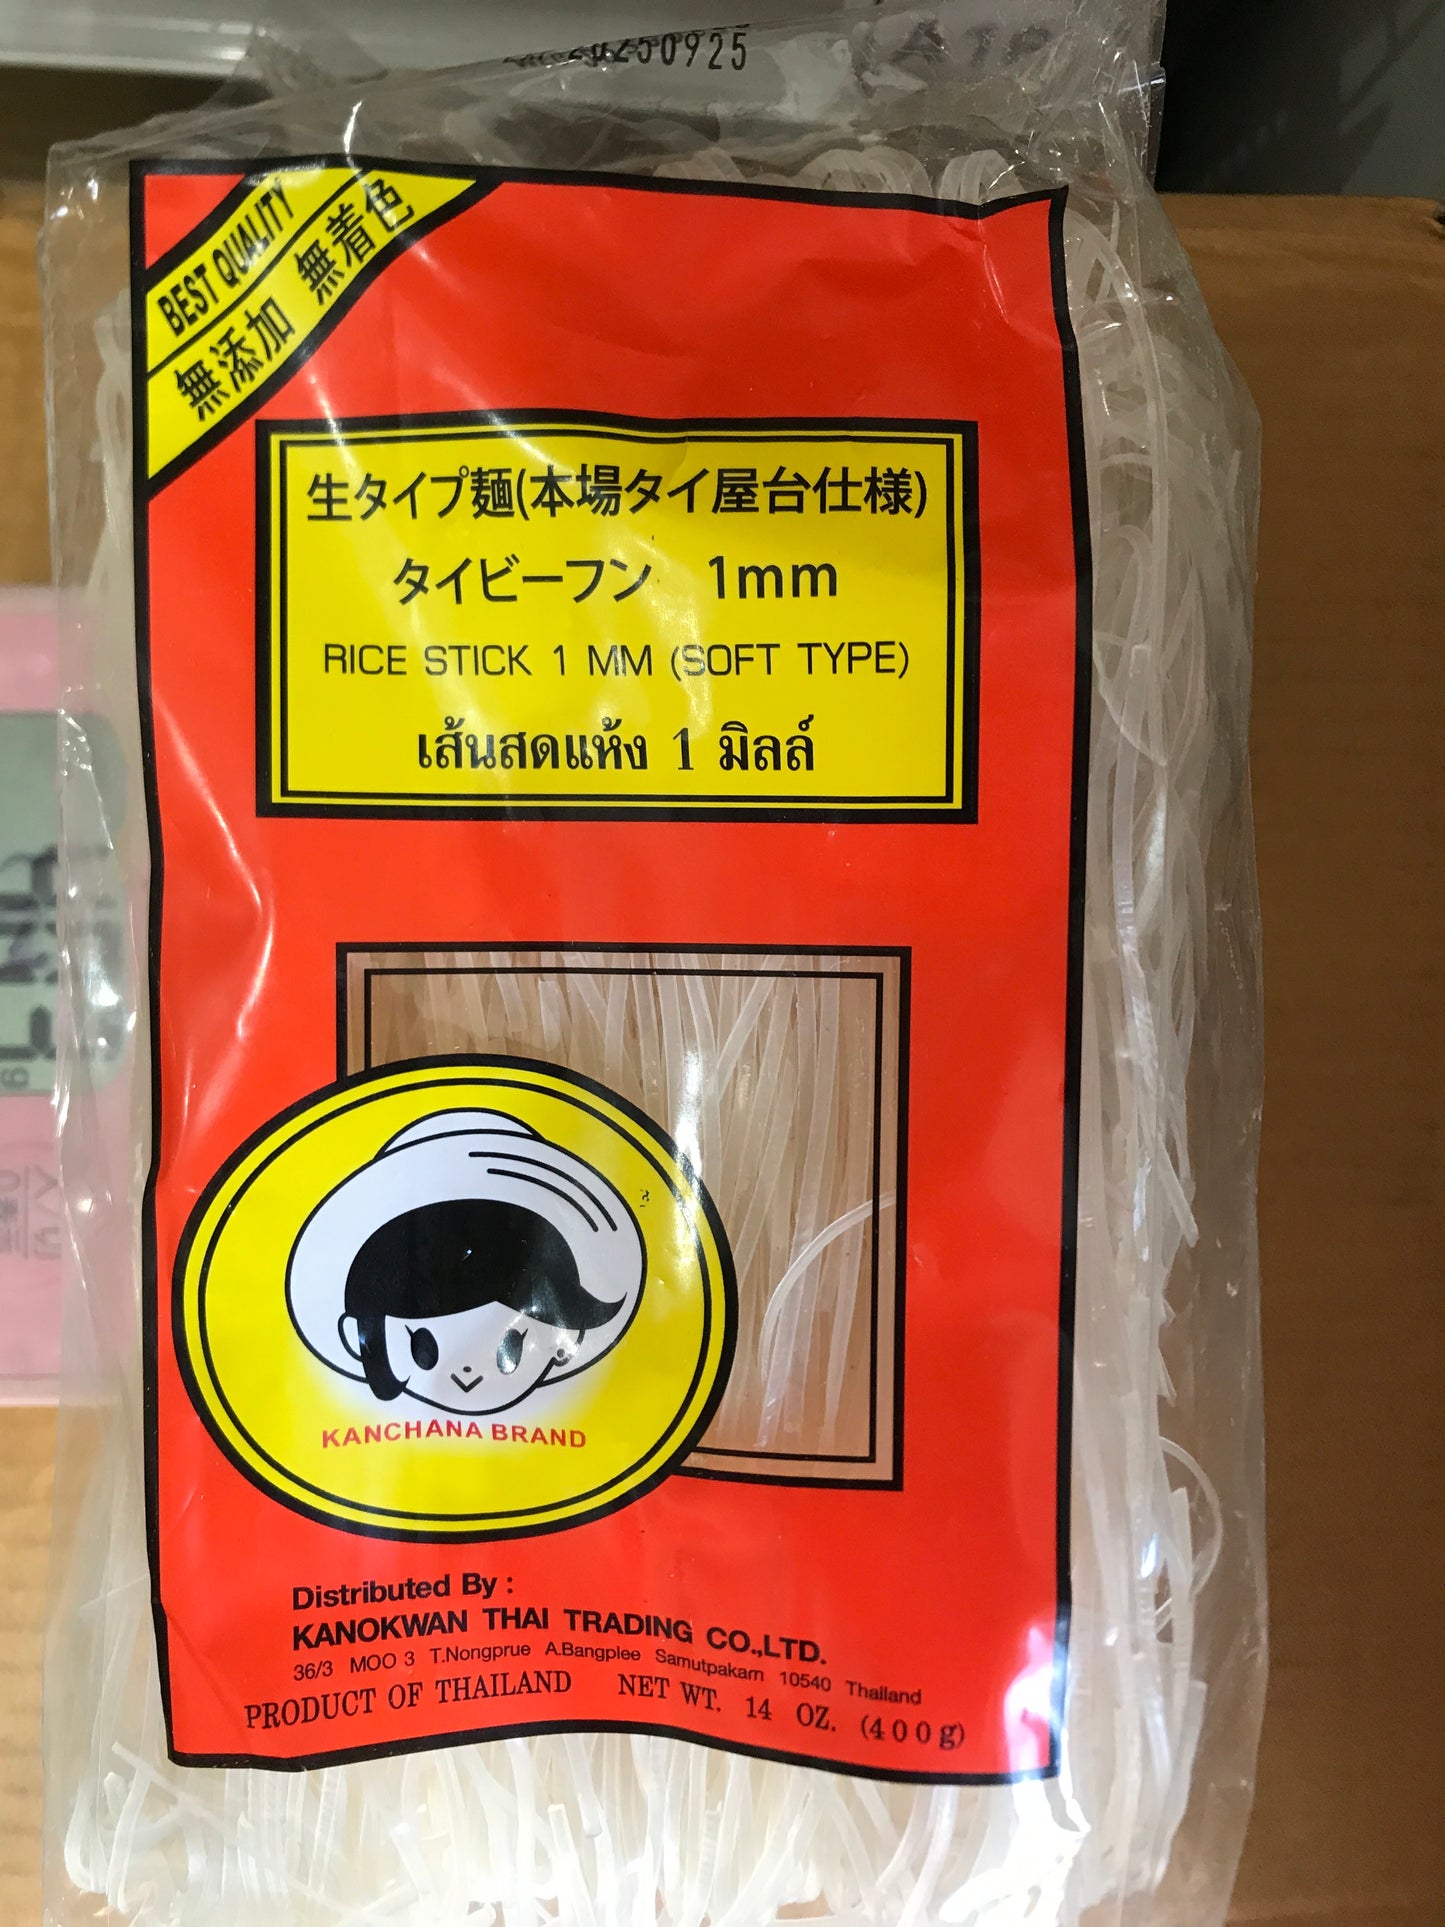 20250925
BEST QUALITY
無添加 無着色
生タイプ麺(本場タイ屋台仕様)
タイビーフン 1mm
RICE STICK 1 MM (SOFT TYPE)
เส้นสดแห้ง 1 มิลล์
KANCHANA BRAND
Distributed By :
KANOKWAN THAI TRADING CO.,LTD.
36/3 MOO 3 T.Nongprue A.Bangplee Samutpakarn 10540 Thailand
PRODUCT OF THAILAND NET WT. 14 OZ. (400g)